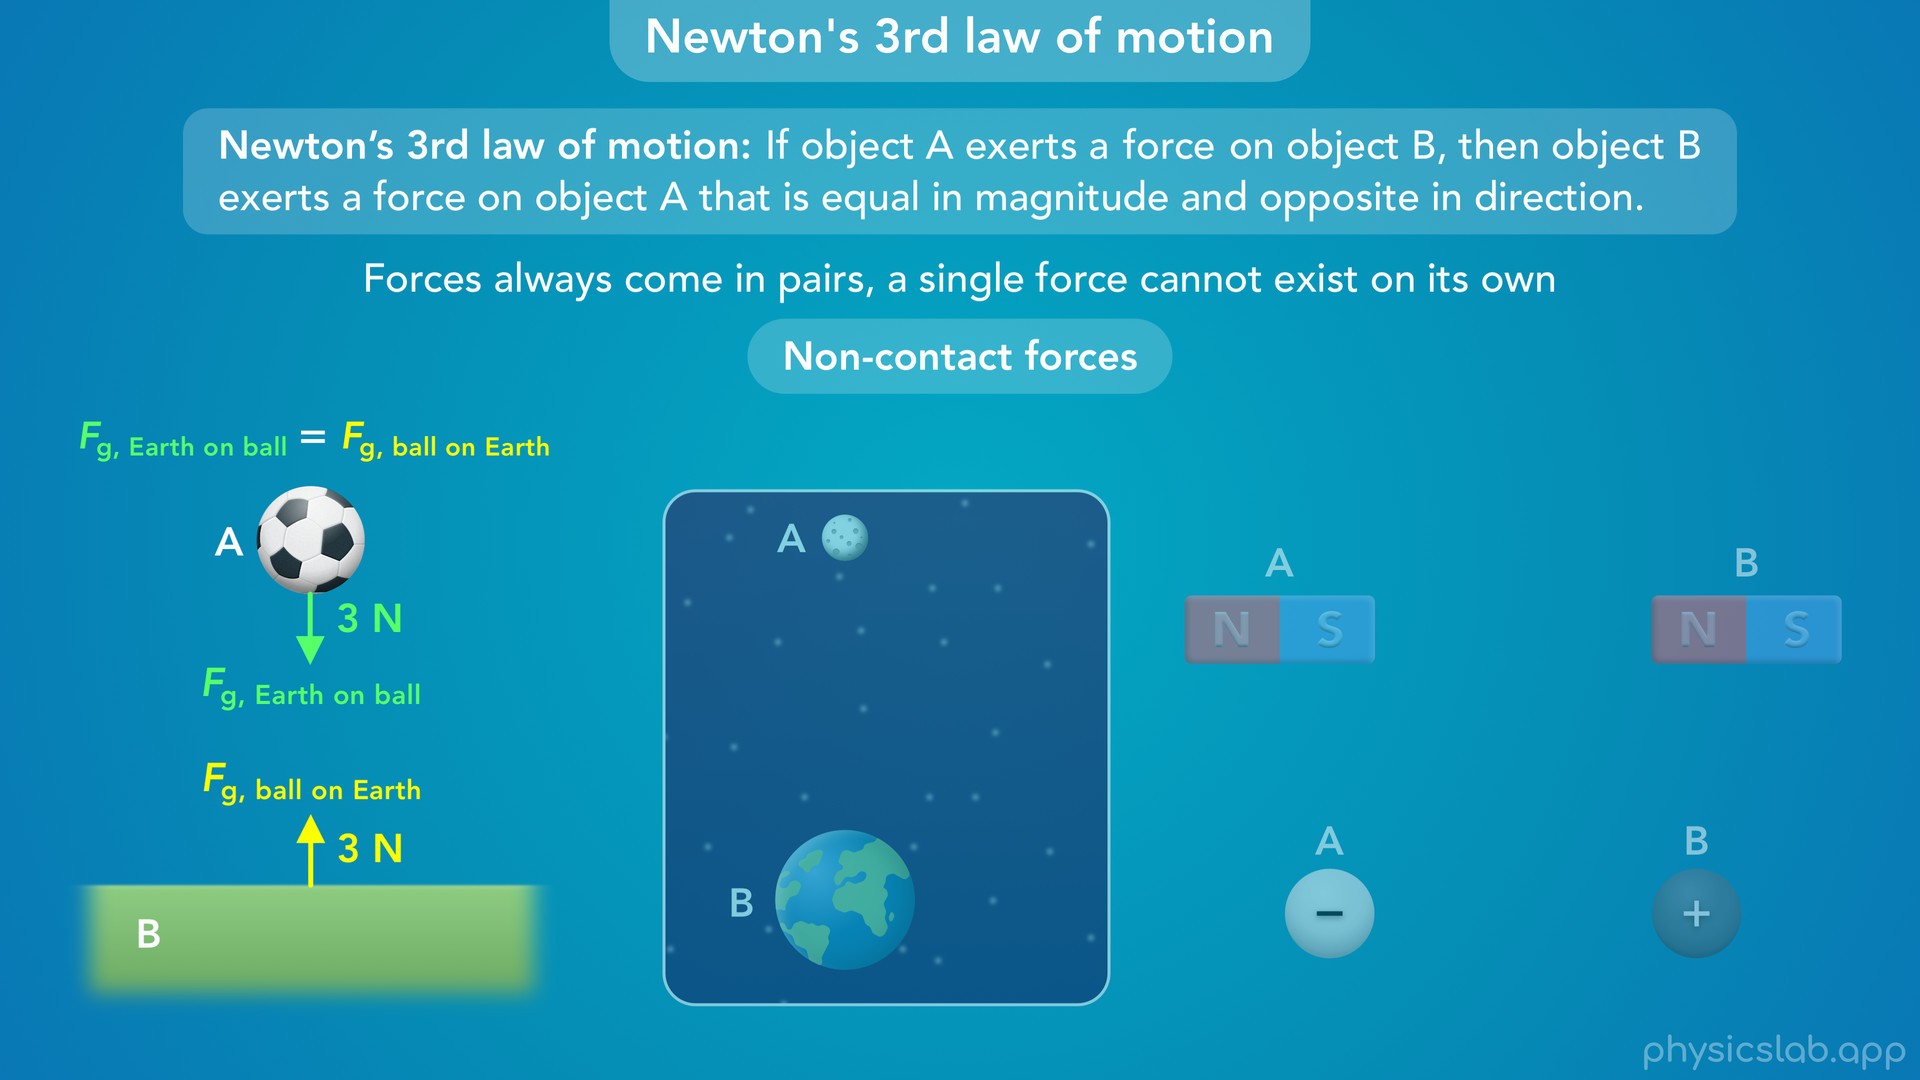 Newton's 3rd law of motion
Newton’s 3rd law of motion: If object A exerts a force on object B, then object B
exerts a force on object A that is equal in magnitude and opposite in direction.
Forces always come in pairs, a single force cannot exist on its own
Non-contact forces
Fg, Earth on ball = Fg, ball on Earth
A
3 N
Fg, Earth on ball
Fg, ball on Earth
3 N
B
A
B
A
N S
B
N S
A
−
B
+
physicslab.app